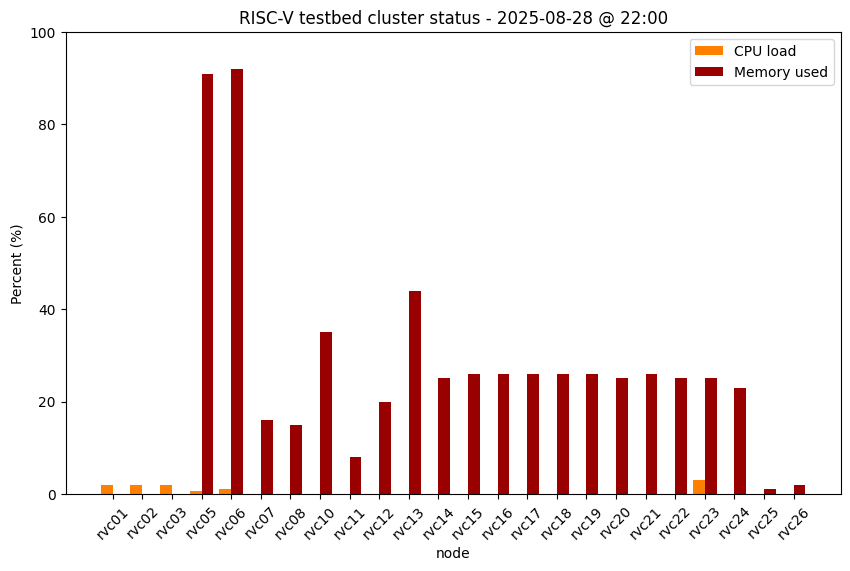 RISC-V testbed cluster status - 2025-08-28 @ 22:00
CPU load
Memory used
Percent (%)
100
80
60
40
20
0
rvc01 rvc02 rvc03 rvc05 rvc06 rvc07 rvc08 rvc10 rvc11 rvc12 rvc13 rvc14 rvc15 rvc16 rvc17 rvc18 rvc19 rvc20 rvc21 rvc22 rvc23 rvc24 rvc25 rvc26
node